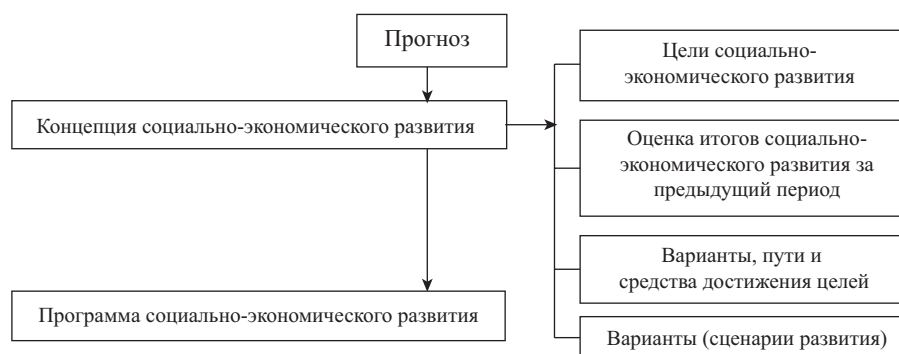 Прогноз
Концепция социально-экономического развития
Программа социально-экономического развития
Цели социально-
экономического развития
Оценка итогов социально-
экономического развития за
предыдущий период
Варианты, пути и
средства достижения целей
Варианты (сценарии развития)